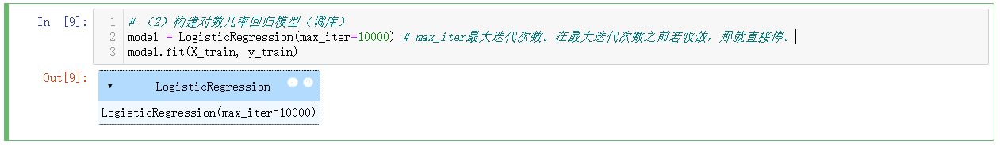 In [9]:
1 # （2）构建对数几率回归模型（调库）
2 model = LogisticRegression(max_iter=10000) # max_iter最大迭代次数。在最大迭代次数之前若收敛，那就直接停。
3 model.fit(X_train, y_train)
Out[9]:
▾ LogisticRegression i ?
LogisticRegression(max_iter=10000)